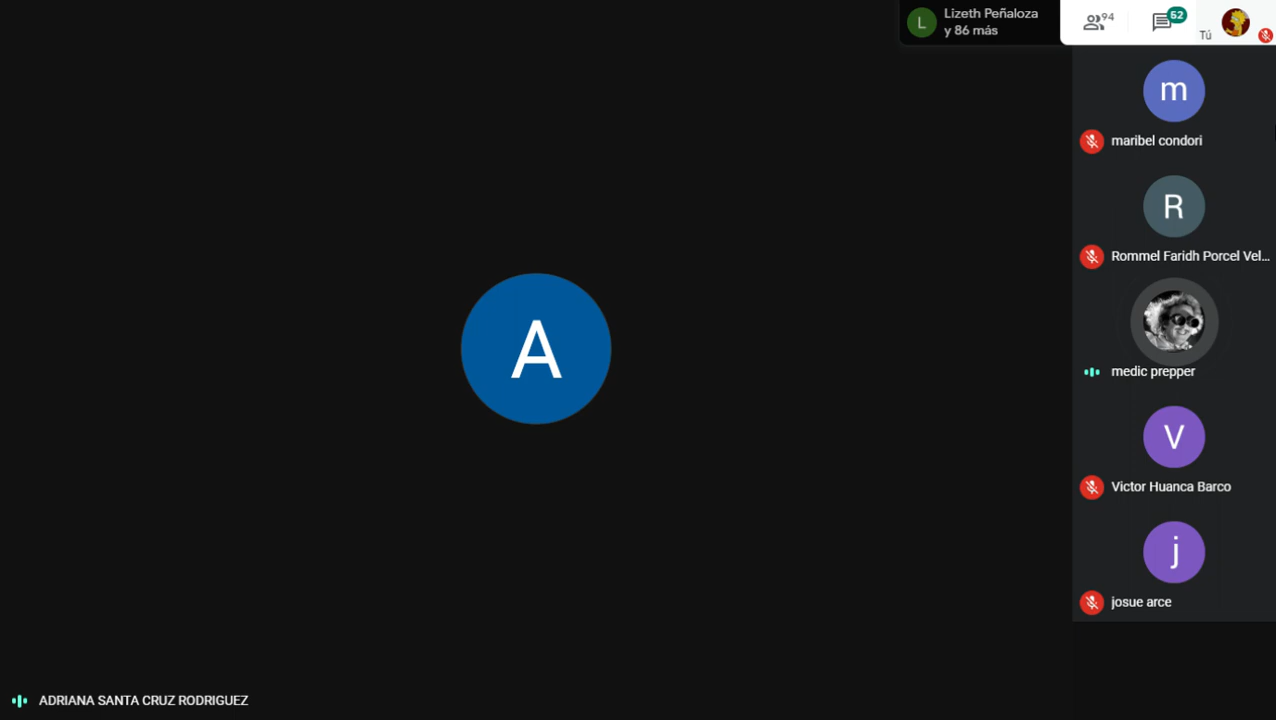 L
Lizeth Peñaloza
y 86 más
94
52
Tú
m
maribel condori
R
Rommel Faridh Porcel Vel...
medic prepper
V
Victor Huanca Barco
j
josue arce
A
ADRIANA SANTA CRUZ RODRIGUEZ